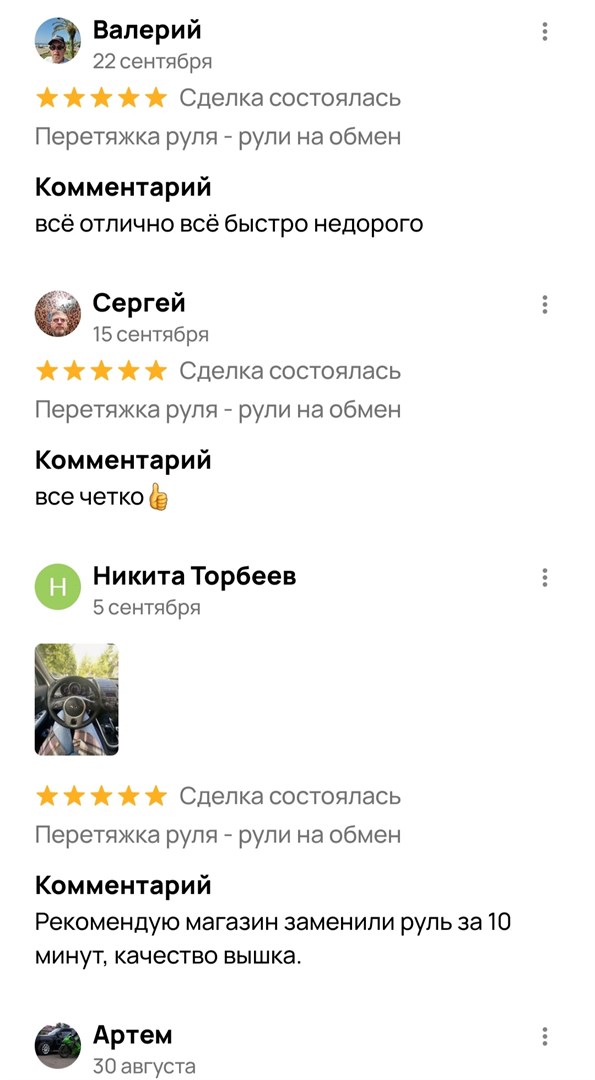 Валерий
22 сентября
Сделка состоялась
Перетяжка руля - рули на обмен
Комментарий
всё отлично всё быстро недорого
Сергей
15 сентября
Сделка состоялась
Перетяжка руля - рули на обмен
Комментарий
все четко👍
Н
Никита Торбеев
5 сентября
Сделка состоялась
Перетяжка руля - рули на обмен
Комментарий
Рекомендую магазин заменили руль за 10
минут, качество вышка.
Артем
30 августа